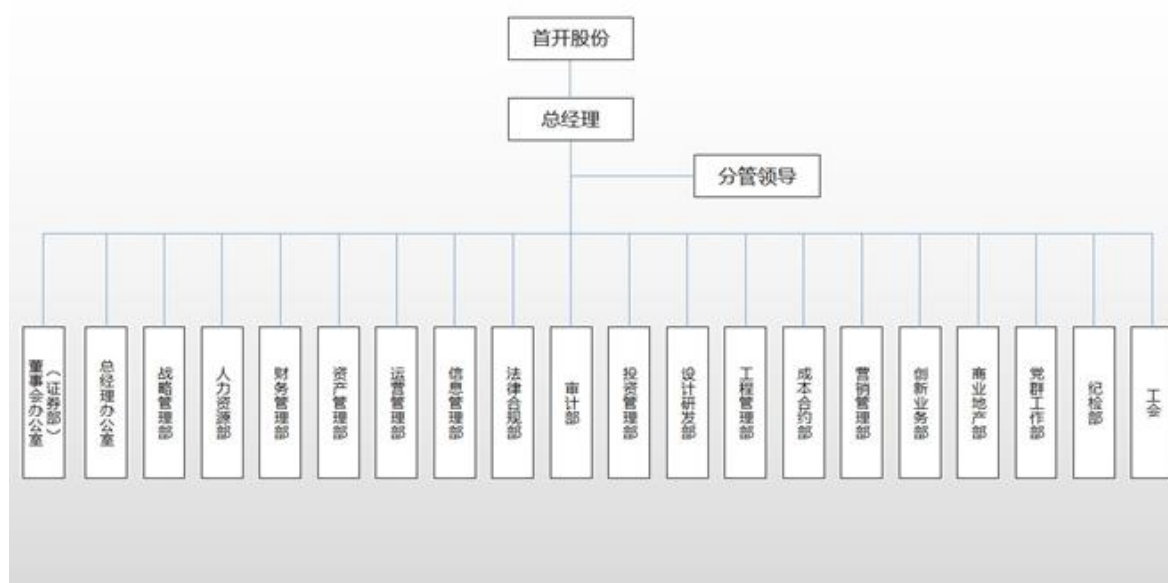 首开股份
总经理
分管领导
董事会办公室
（证券部）
总经理办公室
战略管理部
人力资源部
财务管理部
资产管理部
运营管理部
信息管理部
法律合规部
审计部
投资管理部
设计研发部
工程管理部
成本合约部
营销管理部
创新业务部
商业地产部
党群工作部
纪检部
工会